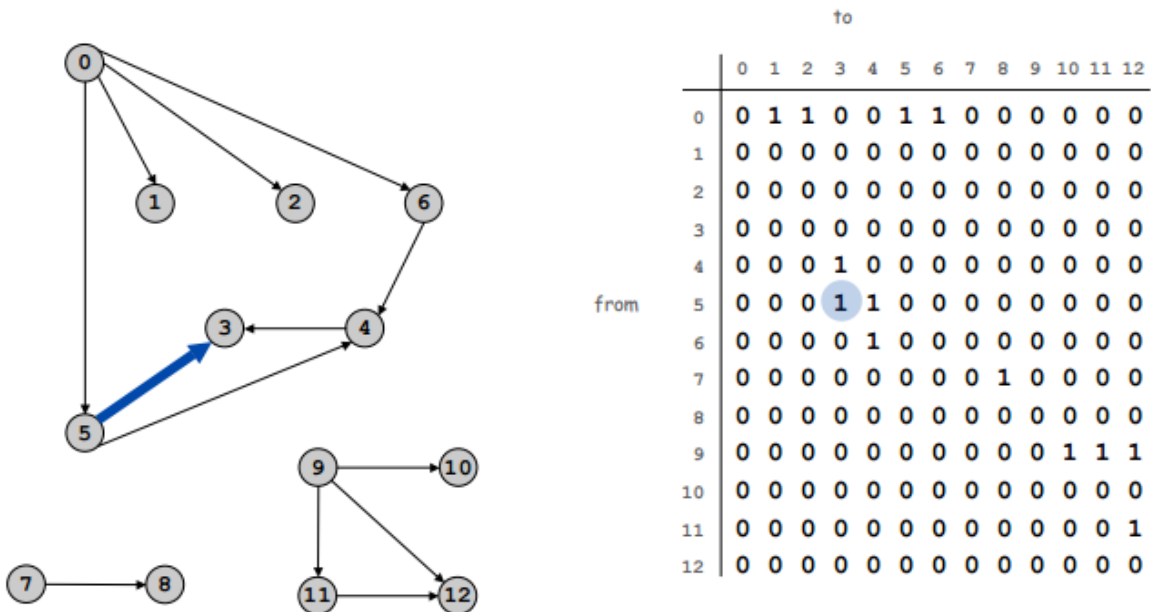 0
1
2
6
3
4
5
9
10
7
8
11
12
to
0 1 2 3 4 5 6 7 8 9 10 11 12
0 0 1 1 0 0 1 1 0 0 0 0 0 0
1 0 0 0 0 0 0 0 0 0 0 0 0 0
2 0 0 0 0 0 0 0 0 0 0 0 0 0
3 0 0 0 0 0 0 0 0 0 0 0 0 0
4 0 0 0 1 0 0 0 0 0 0 0 0 0
from
5 0 0 0 1 1 0 0 0 0 0 0 0 0
6 0 0 0 0 1 0 0 0 0 0 0 0 0
7 0 0 0 0 0 0 0 0 1 0 0 0 0
8 0 0 0 0 0 0 0 0 0 0 0 0 0
9 0 0 0 0 0 0 0 0 0 0 1 1 1
10 0 0 0 0 0 0 0 0 0 0 0 0 0
11 0 0 0 0 0 0 0 0 0 0 0 0 1
12 0 0 0 0 0 0 0 0 0 0 0 0 0